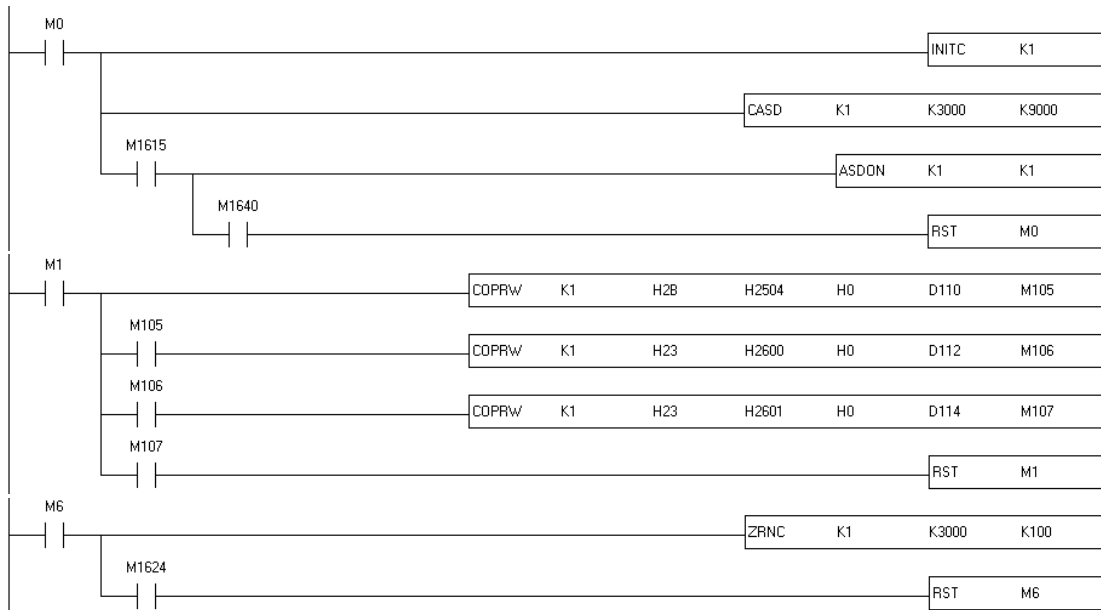 M0
INITC K1
CASD K1 K3000 K9000
M1615
ASDON K1 K1
M1640
RST M0
M1
COPRW K1 H2B H2504 H0 D110 M105
M105
COPRW K1 H23 H2600 H0 D112 M106
M106
COPRW K1 H23 H2601 H0 D114 M107
M107
RST M1
M6
ZRNC K1 K3000 K100
M1624
RST M6